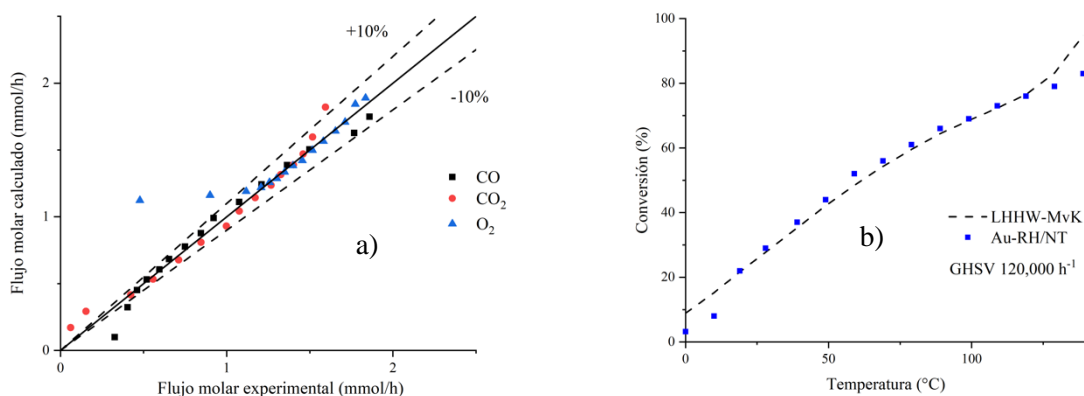 +10%
-10%
2
1
0
0
1
2
Flujo molar calculado (mmol/h)
Flujo molar experimental (mmol/h)
CO
CO₂
O₂
a)
100
80
60
40
20
0
0
50
100
Conversión (%)
Temperatura (°C)
b)
LHHW-MvK
Au-RH/NT
GHSV 120,000 h⁻¹